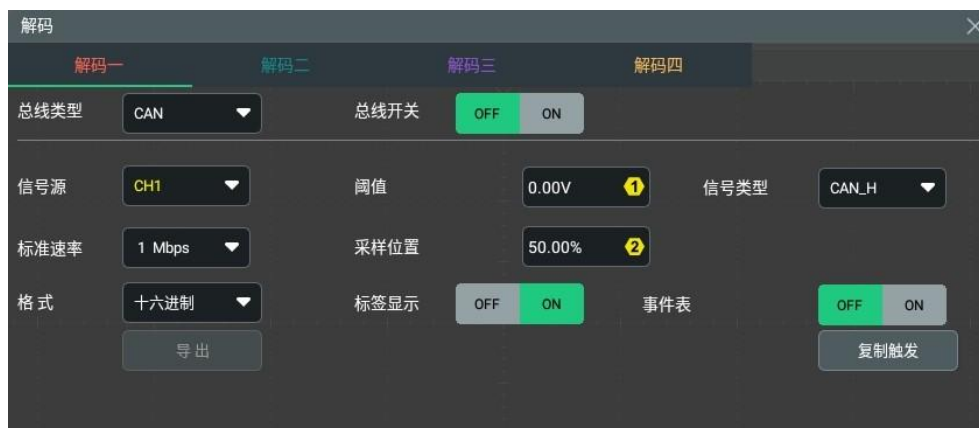 解码
解码一 解码二 解码三 解码四
总线类型 CAN 总线开关 OFF ON
信号源 CH1 阈值 0.00V 1 信号类型 CAN_H
标准速率 1 Mbps 采样位置 50.00% 2
格式 十六进制 标签显示 OFF ON 事件表 OFF ON
导出 复制触发